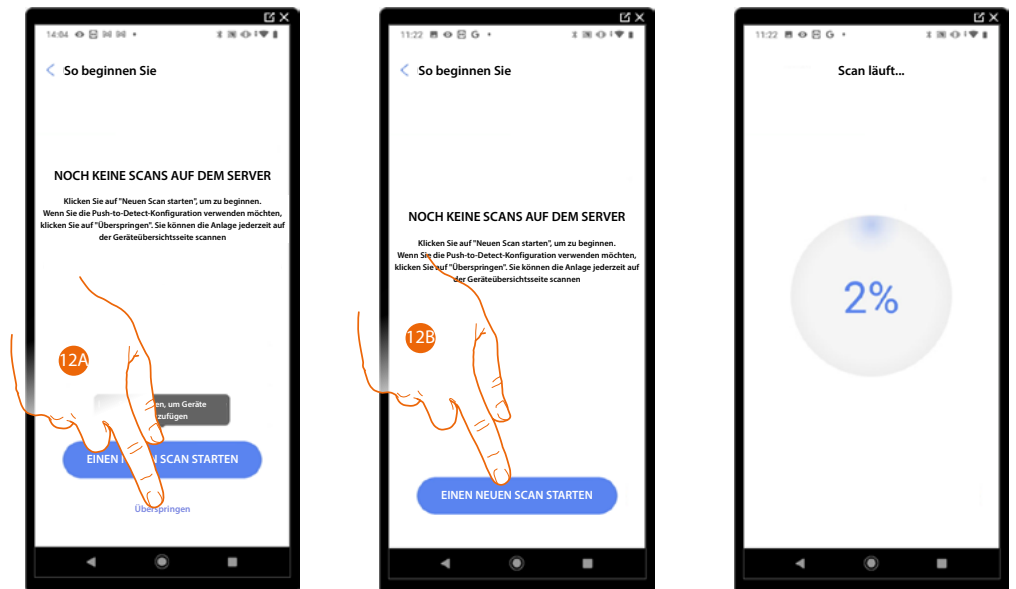 14:04
So beginnen Sie
NOCH KEINE SCANS AUF DEM SERVER
Klicken Sie auf "Neuen Scan starten", um zu beginnen.
Wenn Sie die Push-to-Detect-Konfiguration verwenden möchten,
klicken Sie auf "Überspringen". Sie können die Anlage jederzeit auf
der Geräteübersichtsseite scannen
12A
um Geräte
EINEN SCAN STARTEN
Überspringen
11:22 G
So beginnen Sie
NOCH KEINE SCANS AUF DEM SERVER
Klicken Sie auf "Neuen Scan starten", um zu beginnen.
Wenn Sie die Push-to-Detect-Konfiguration verwenden möchten,
klicken Sie auf "Überspringen". Sie können die Anlage jederzeit auf
der Geräteübersichtsseite scannen
12B
EINEN NEUEN SCAN STARTEN
11:22 G
Scan läuft...
2%